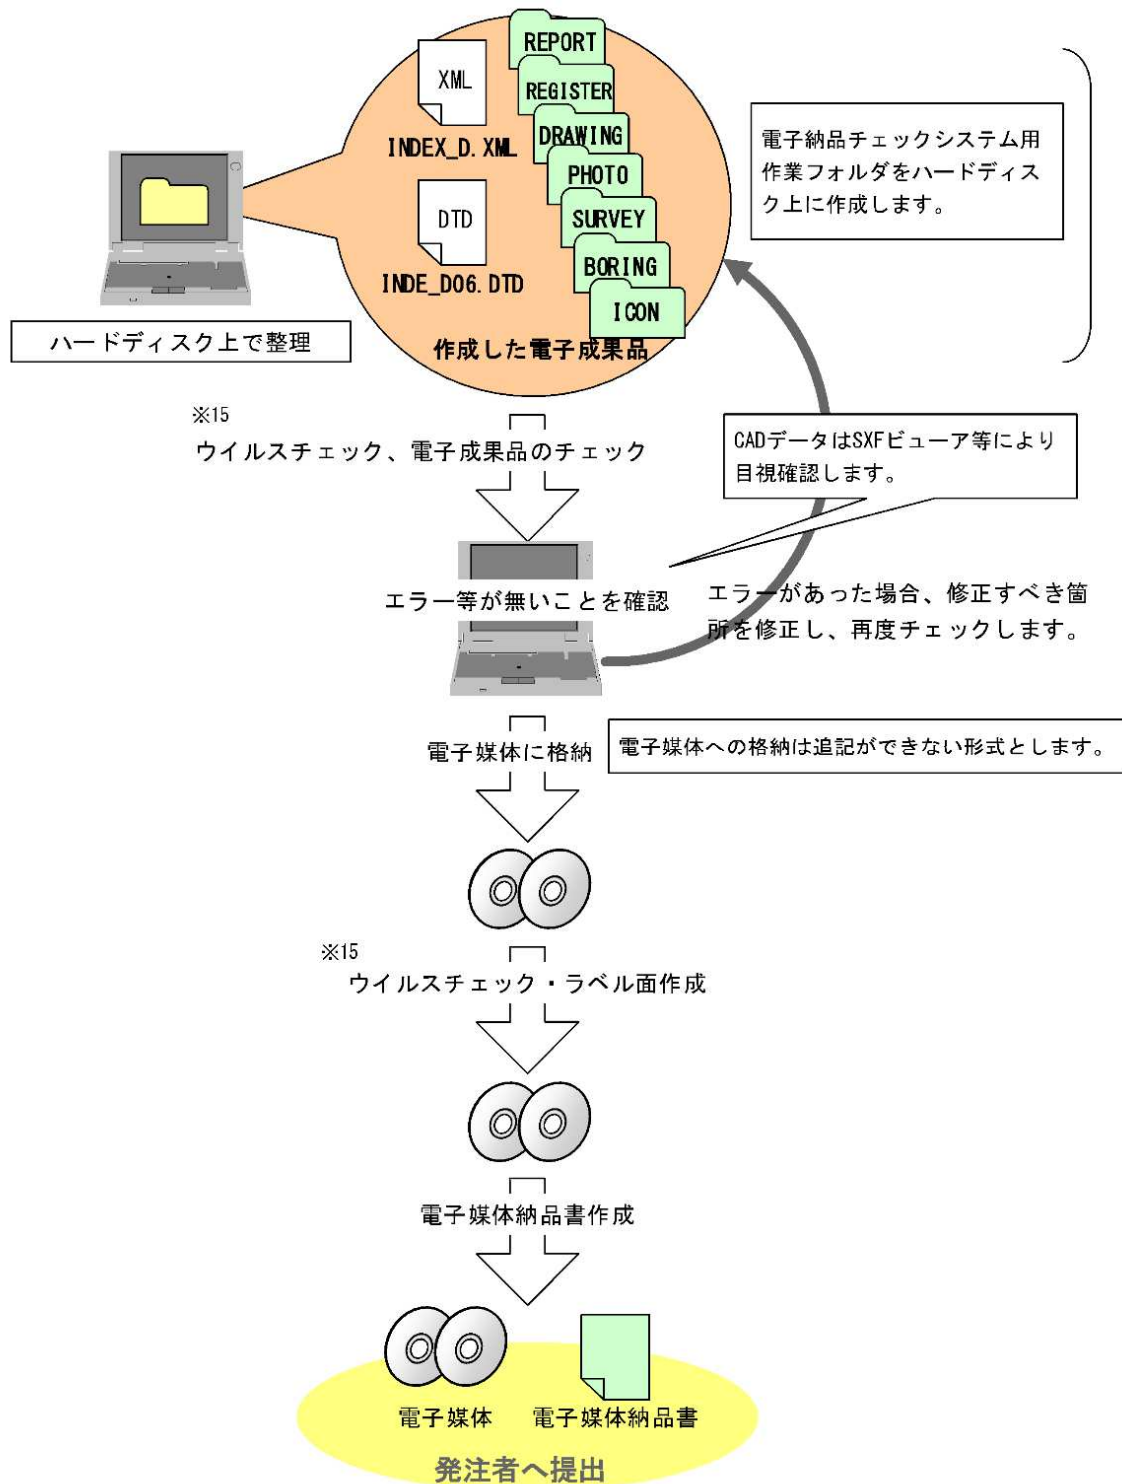 REPORT
XML
REGISTER
INDEX_D.XML
DRAWING
PHOTO
DTD
SURVEY
BORING
INDE_D06.DTD
ICON
作成した電子成果品
ハードディスク上で整理
電子納品チェックシステム用
作業フォルダをハードディス
ク上に作成します。
※15
ウイルスチェック、電子成果品のチェック
CADデータはSXFビューア等により
目視確認します。
エラー等が無いことを確認
エラーがあった場合、修正すべき箇
所を修正し、再度チェックします。
電子媒体に格納
電子媒体への格納は追記ができない形式とします。
※15
ウイルスチェック・ラベル面作成
電子媒体納品書作成
電子媒体
電子媒体納品書
発注者へ提出